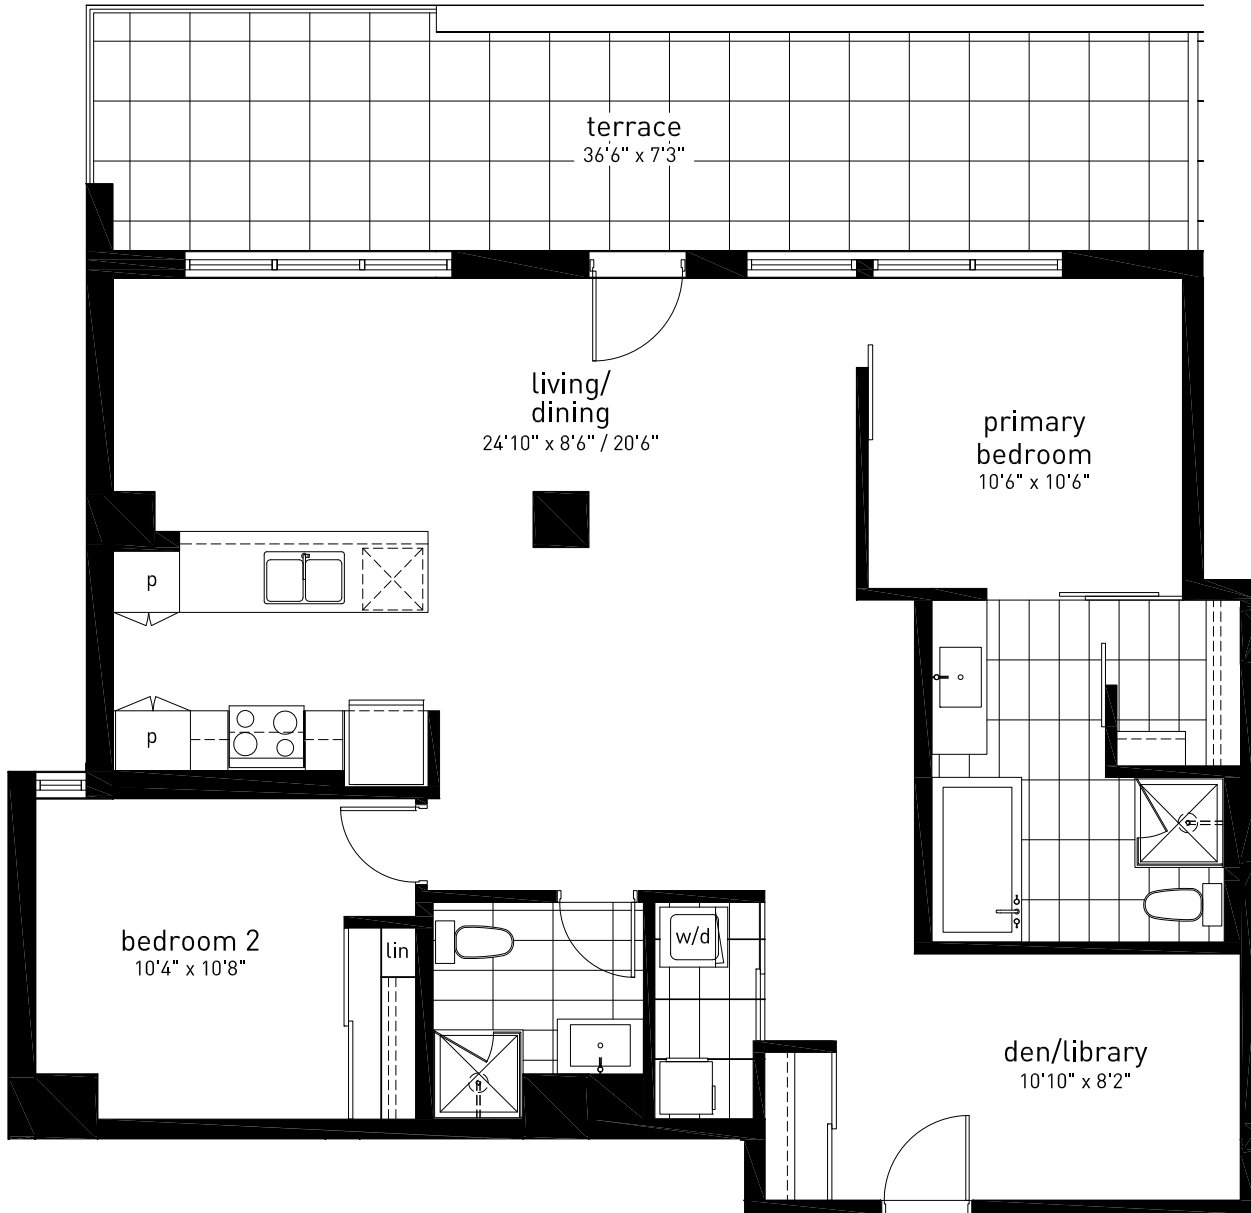 terrace
36'6" x 7'3"
living/
dining
24'10" x 8'6" / 20'6"
primary
bedroom
10'6" x 10'6"
p
p
w/d
bedroom 2
10'4" x 10'8"
lin
den/library
10'10" x 8'2"